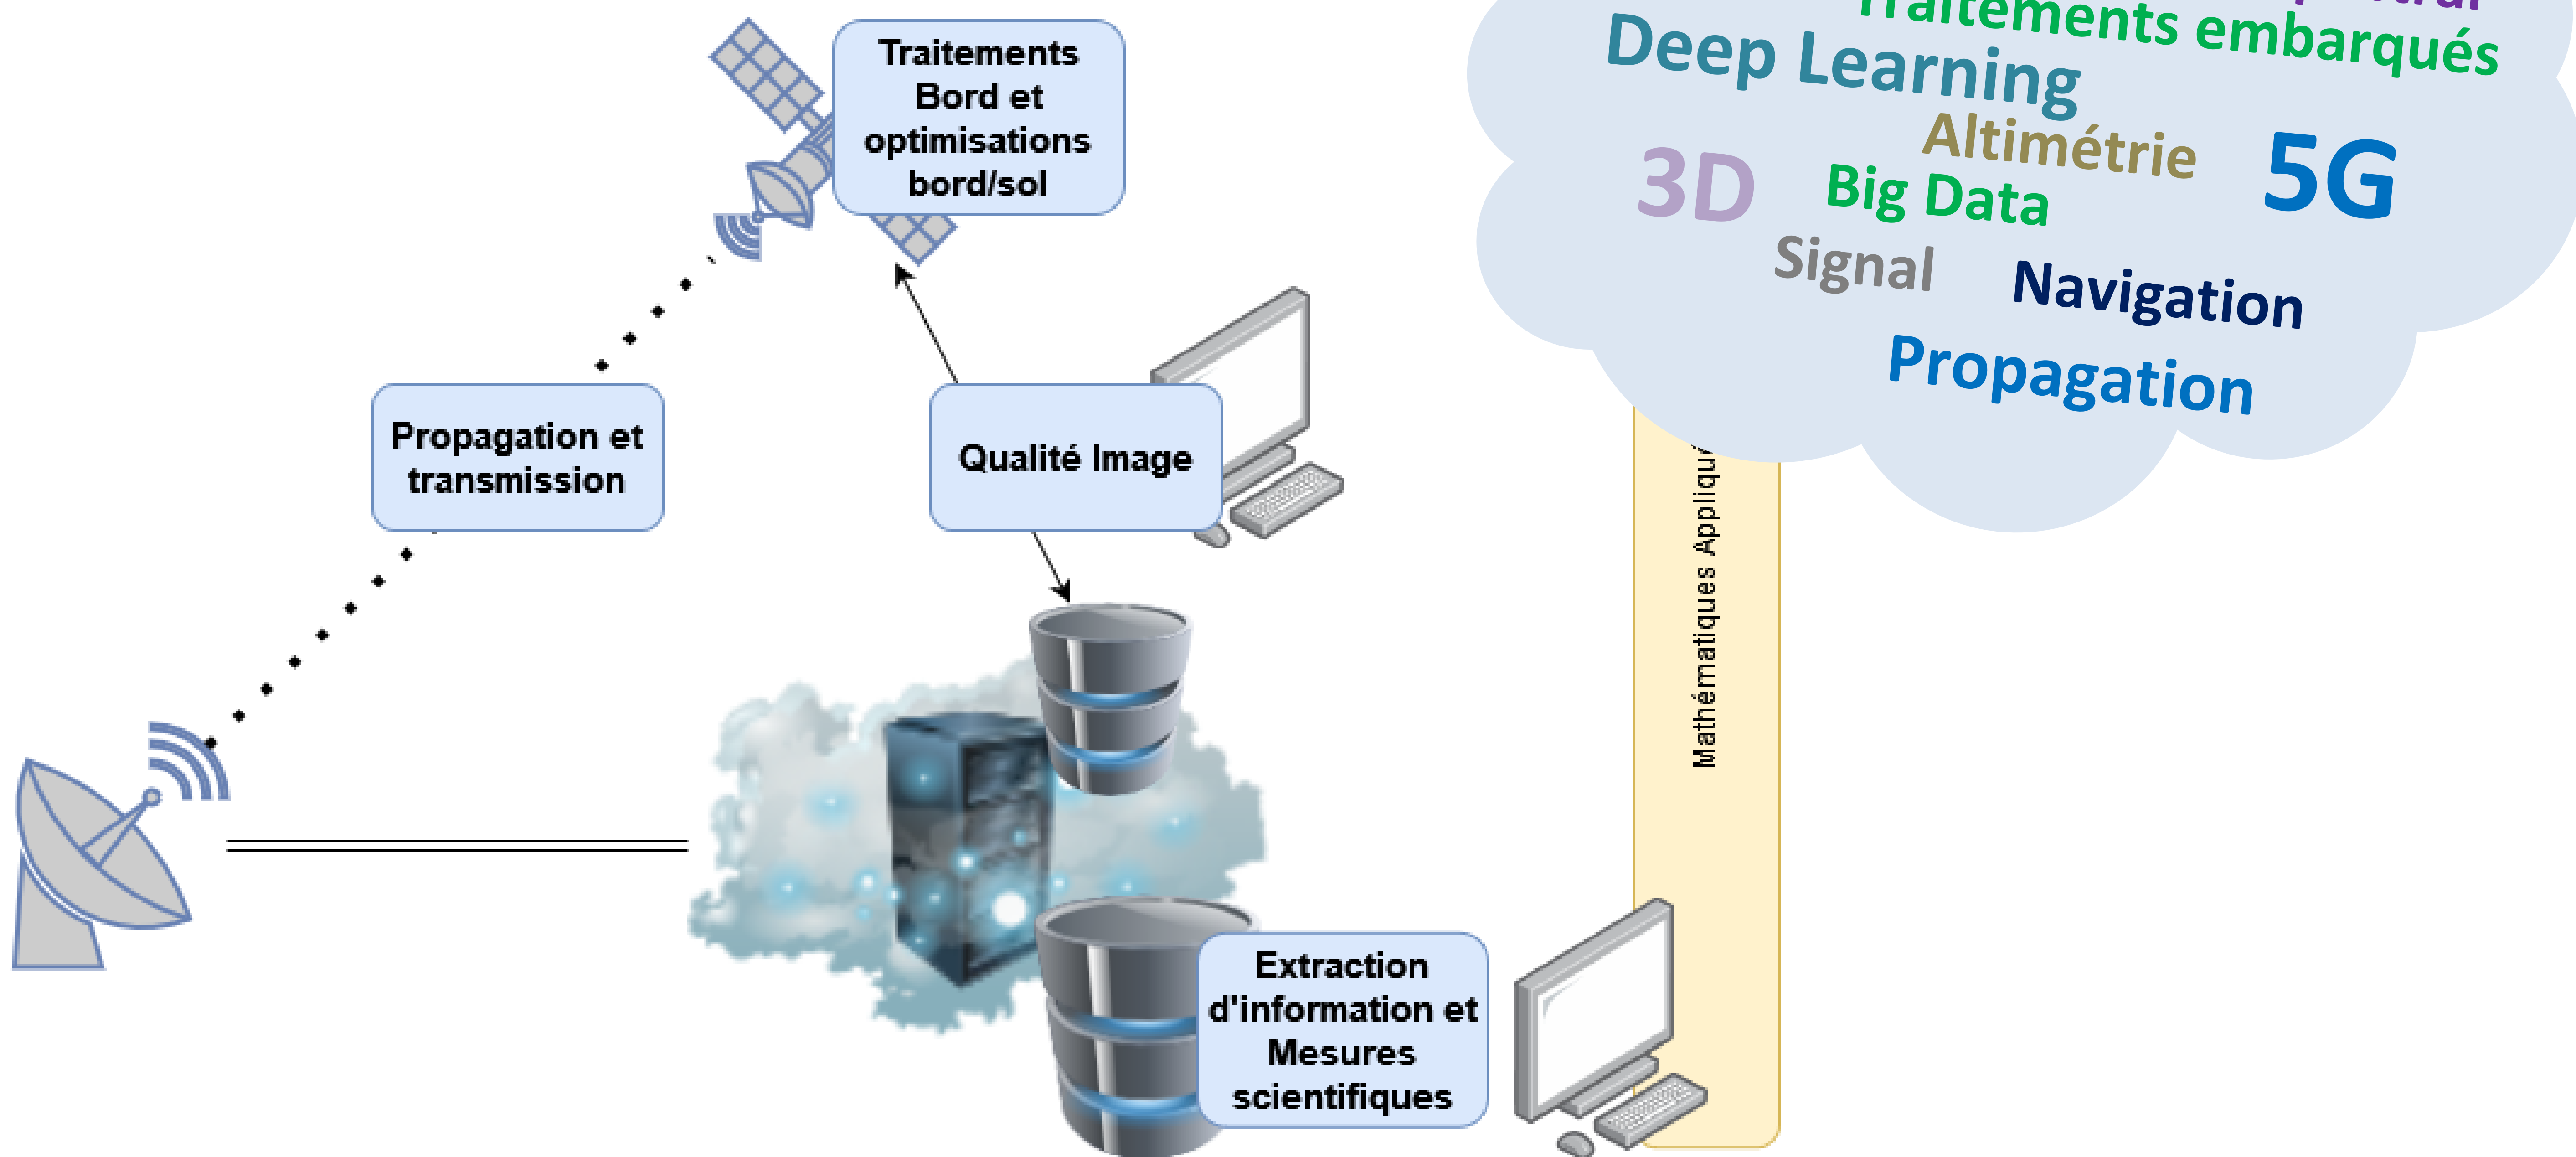 Traitements
Bord et
optimisations
bord/sol
Propagation et
transmission
Qualité Image
Extraction
d'information et
Mesures
scientifiques
Mathématiques
Traitements embarqués
Deep Learning
Altimétrie
5G
3D
Big Data
Signal
Navigation
Propagation